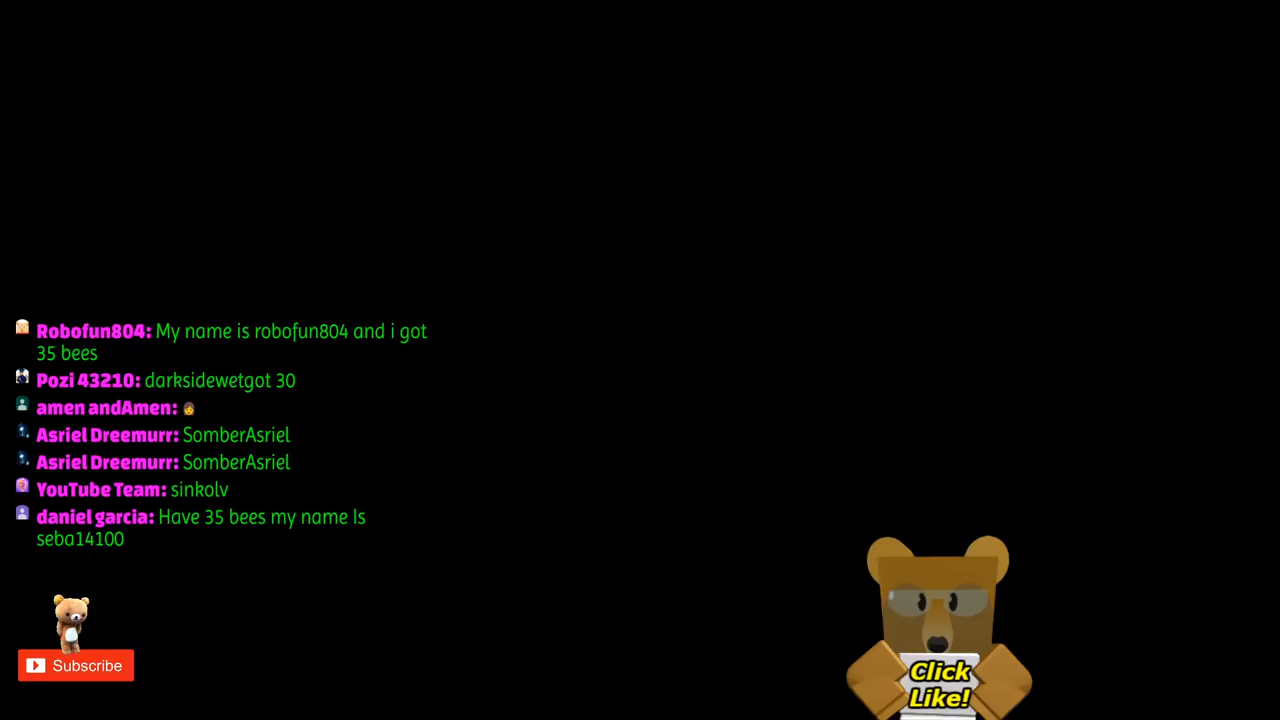 Robofun804: My name is robofun804 and i got
35 bees
Pozi 43210: darksidewetgot 30
amen andAmen: 👩
Asriel Dreemurr: SomberAsriel
Asriel Dreemurr: SomberAsriel
YouTube Team: sinkolv
daniel garcia: Have 35 bees my name Is
seba14100
Subscribe
Click
Like!